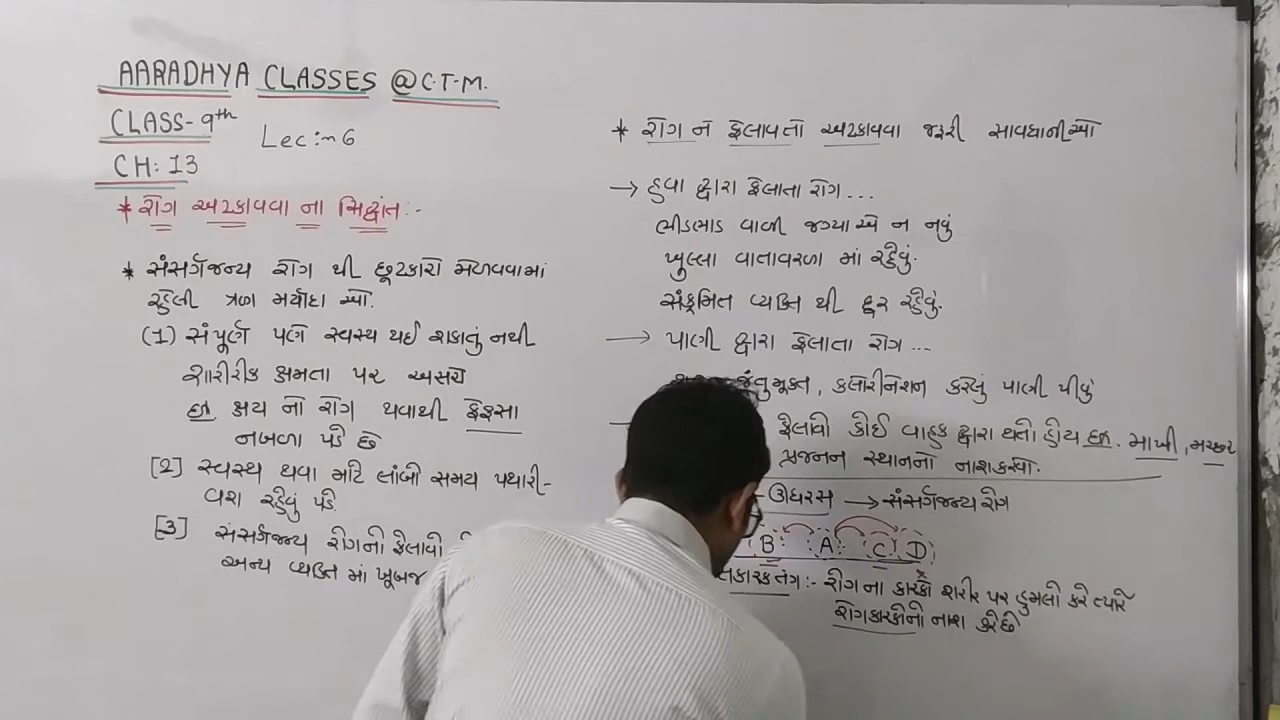 AARADHYA CLASSES @C.T.M.
CLASS-9th
Lec:~6
CH: 13
* રોગ અટકાવવા ના સિદ્ધાંત:-
* સંસર્ગજન્ય રોગ થી છૂટકારો મેળવવામાં
રહેલી ત્રણ મર્યાદા ઓ.
(1) સંપૂર્ણ પણે સ્વસ્થ થઈ શકાતું નથી
શારીરીક ક્ષમતા પર અસરો
દા. ક્ષય નો રોગ થવાથી ફેફસા
નબળા પડે છે
[2] સ્વસ્થ થવા માટે લાંબો સમય પથારી-
વશ રહેવું પડે
[3] સંસર્ગજન્ય રોગનો ફેલાવો
અન્ય વ્યક્તિ માં ખૂબજ
* રોગ ન ફેલાવતો અટકાવવા જરૂરી સાવધાનીઓ
→ હવા દ્વારા ફેલાતા રોગ...
ભીડભાડ વાળી જગ્યાએ ન જવું
ખુલ્લા વાતાવરણ માં રહેવું.
સંક્રમિત વ્યક્તિ થી દૂર રહેવું.
→ પાણી દ્વારા ફેલાતા રોગ...
જંતુમુક્ત, કલોરીનેશન કરેલું પાણી પીવું
ફેલાવો કોઈ વાહક દ્વારા થતો હોય દા. માખી, મચ્છર
પ્રજનન સ્થાનનો નાશ કરવો.
- ઊધરસ → સંસર્ગજન્ય રોગ
B A C D
તિકારકતંત્ર:- રોગ ના કારકો શરીર પર હુમલો કરે ત્યારે
રોગકારકોનો નાશ કરે છે